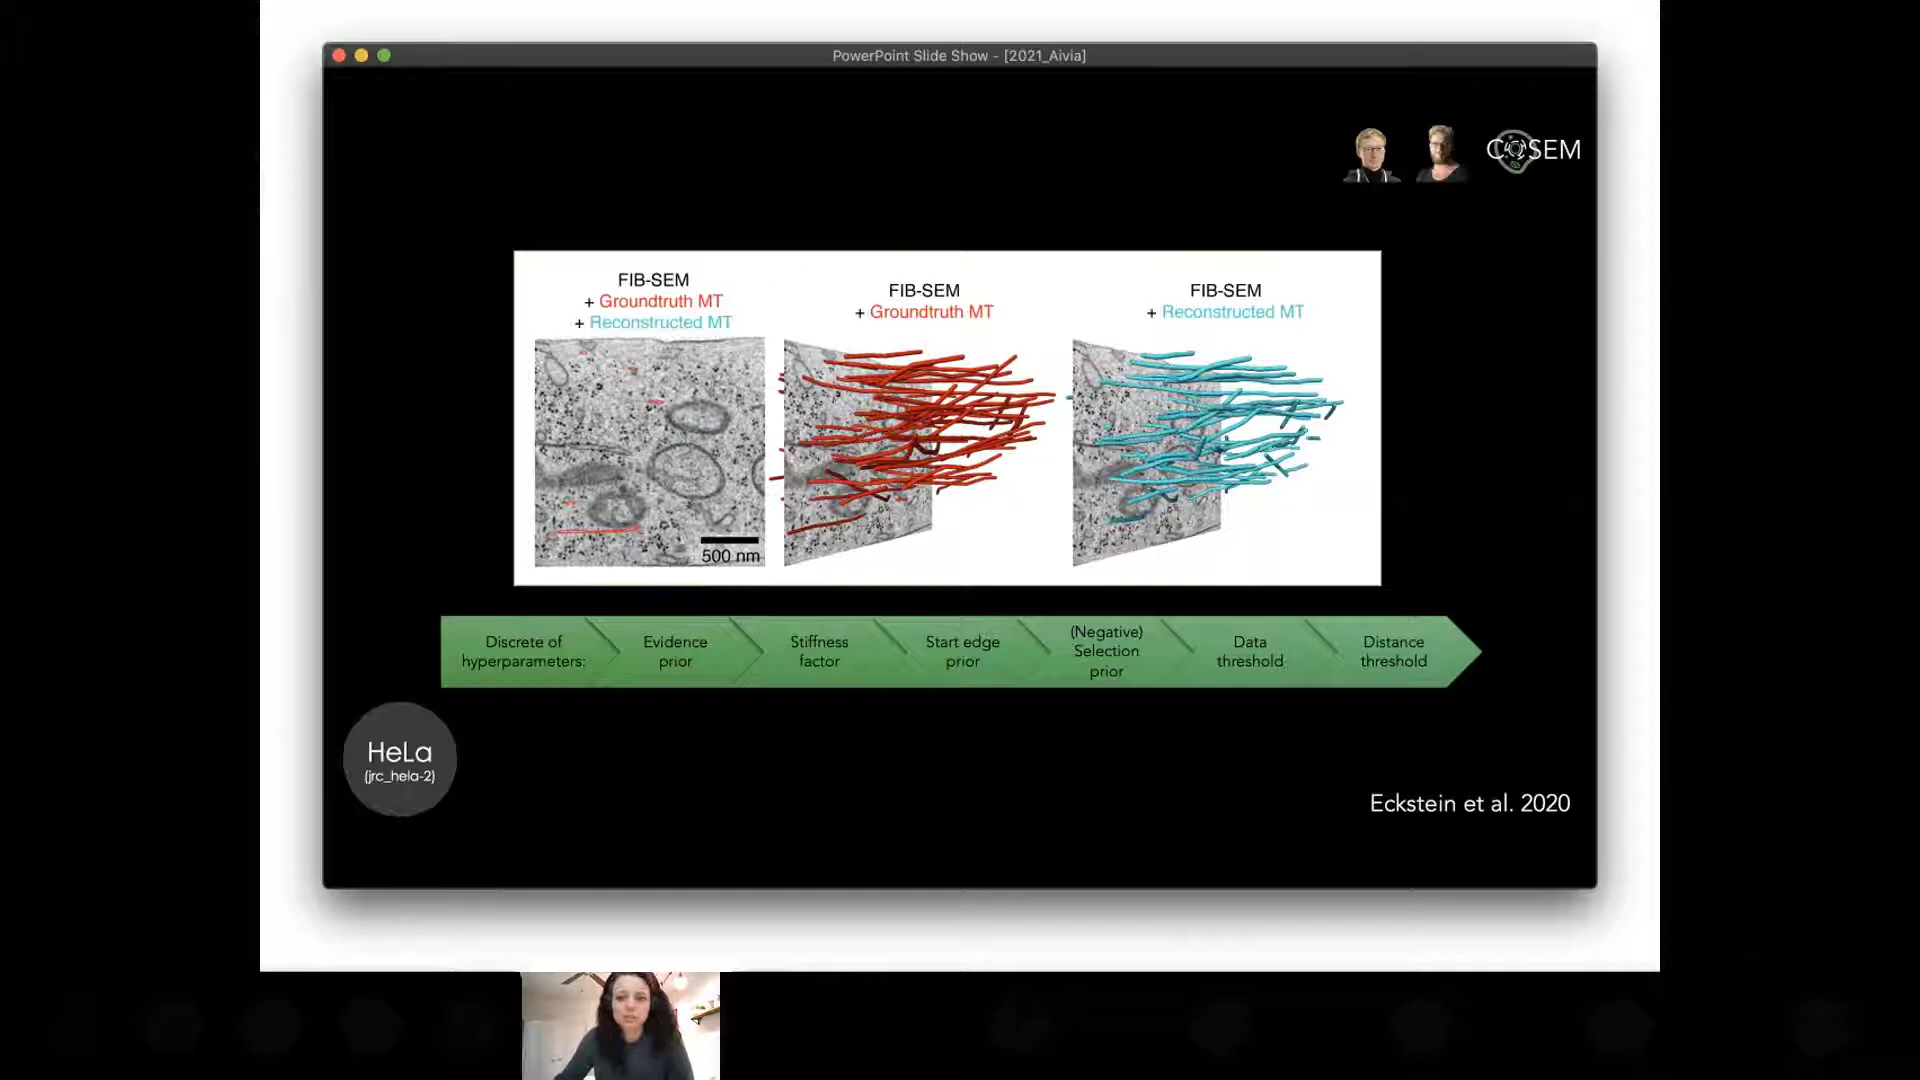 PowerPoint Slide Show - [2021_Aivia]
COSEM
FIB-SEM
+ Groundtruth MT
+ Reconstructed MT
FIB-SEM
+ Groundtruth MT
FIB-SEM
+ Reconstructed MT
500 nm
Discrete of
hyperparameters:
Evidence
prior
Stiffness
factor
Start edge
prior
(Negative)
Selection
prior
Data
threshold
Distance
threshold
HeLa
(jrc_hela-2)
Eckstein et al. 2020